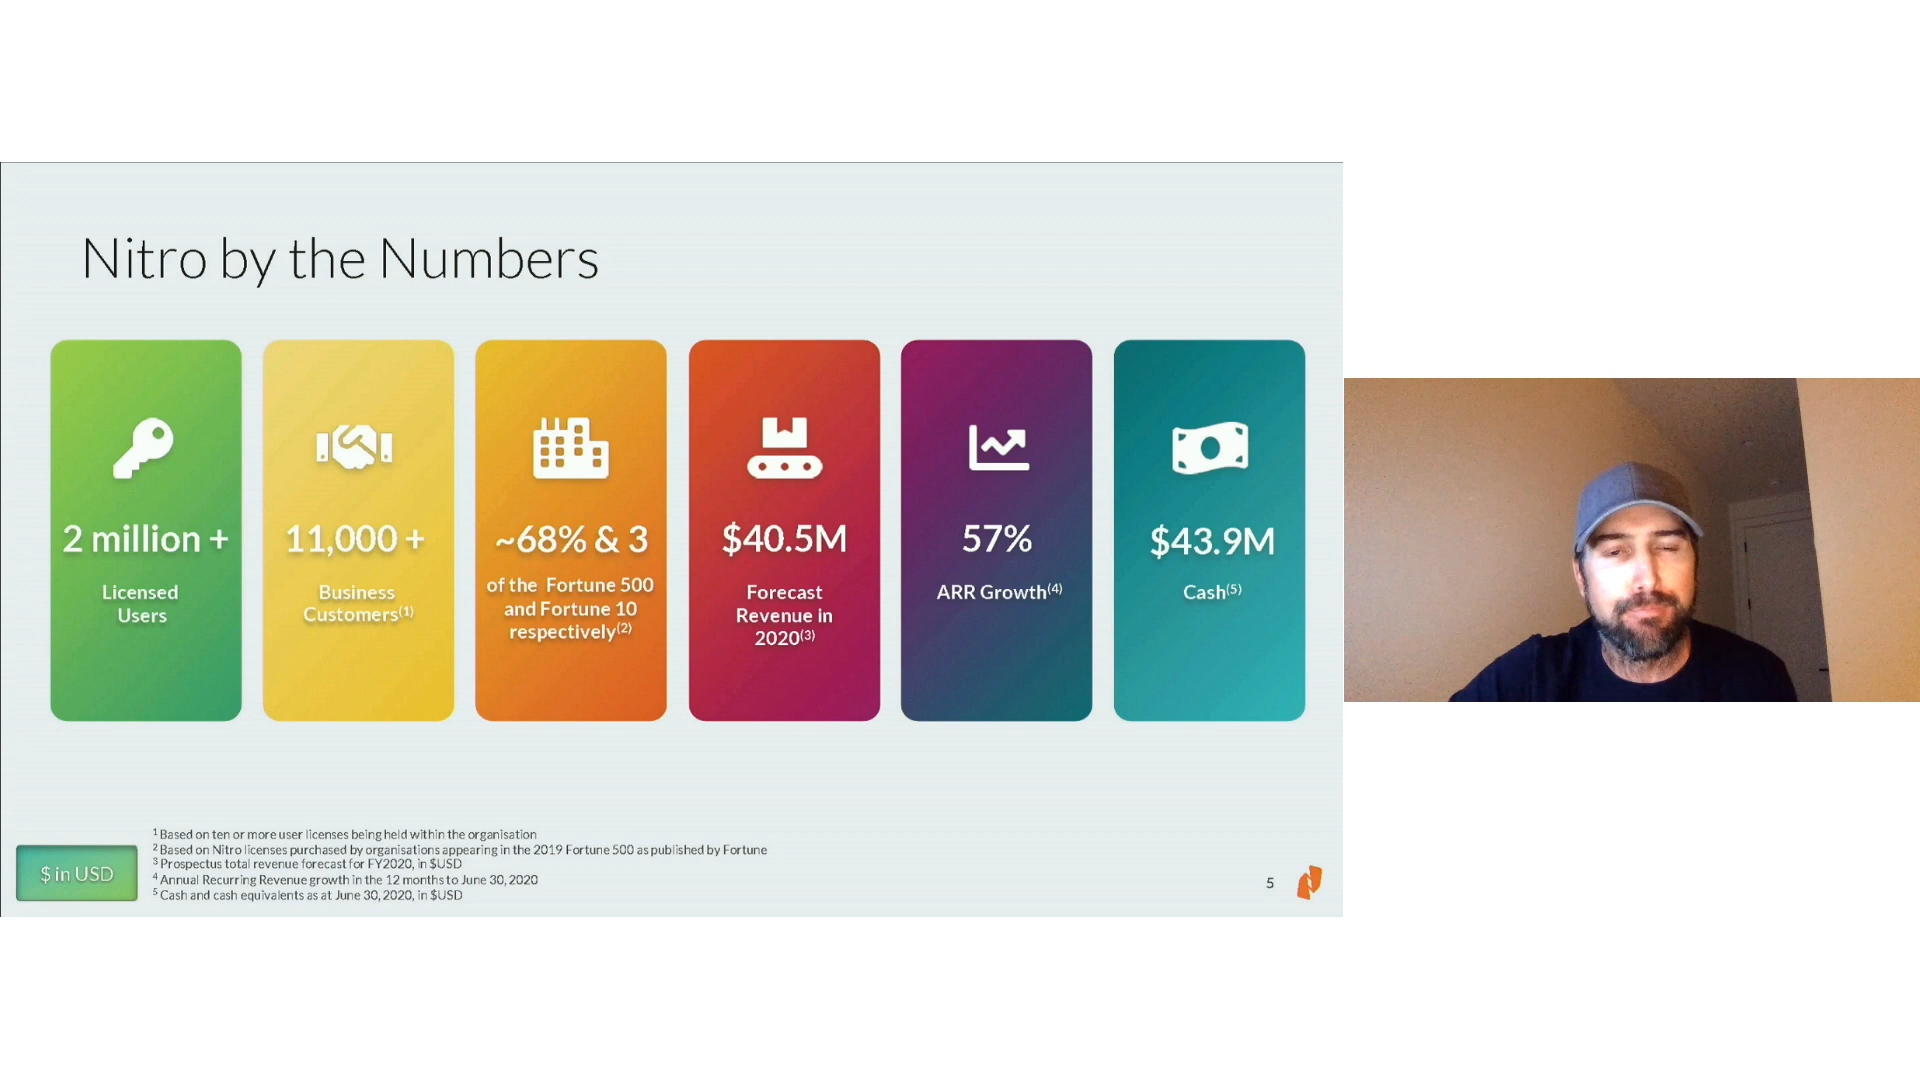 Nitro by the Numbers
2 million +
Licensed
Users
11,000 +
Business
Customers(1)
~68% & 3
of the Fortune 500
and Fortune 10
respectively(2)
$40.5M
Forecast
Revenue in
2020(3)
57%
ARR Growth(4)
$43.9M
Cash(5)
$ in USD
1 Based on ten or more user licenses being held within the organisation
2 Based on Nitro licenses purchased by organisations appearing in the 2019 Fortune 500 as published by Fortune
3 Prospectus total revenue forecast for FY2020, in $USD
4 Annual Recurring Revenue growth in the 12 months to June 30, 2020
5 Cash and cash equivalents as at June 30, 2020, in $USD
5